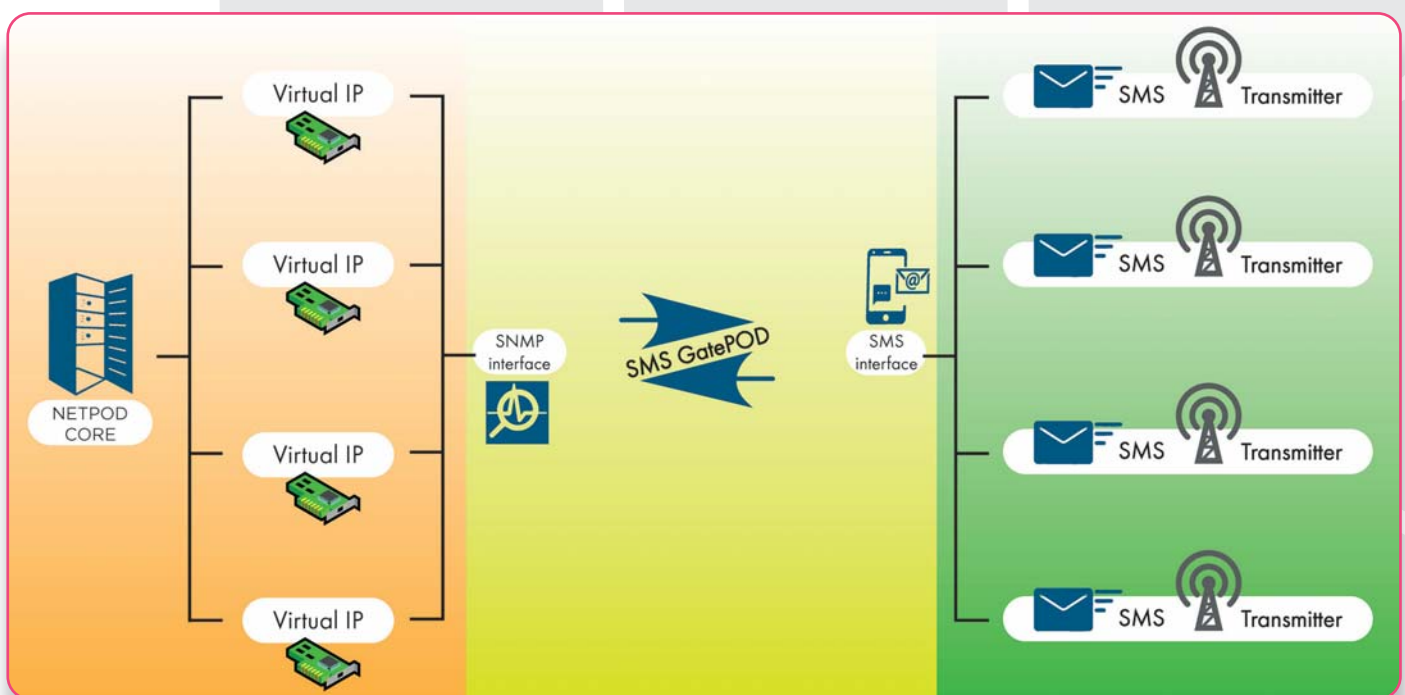 NETPOD
CORE
Virtual IP
Virtual IP
Virtual IP
Virtual IP
SNMP
interface
SMS GatePOD
SMS
interface
SMS Transmitter
SMS Transmitter
SMS Transmitter
SMS Transmitter